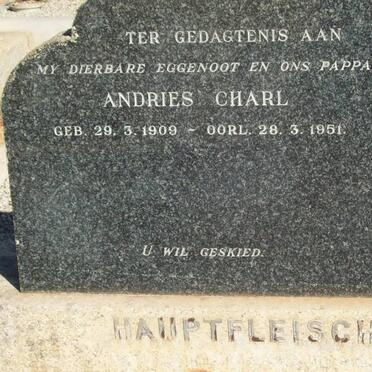 TER GEDAGTENIS AAN
MY DIERBARE EGGENOOT EN ONS PAPPA
ANDRIES CHARL
GEB. 29. 3. 1909 ~ OORL. 28. 3. 1951.
U WIL GESKIED.
HAUPTFLEISCH